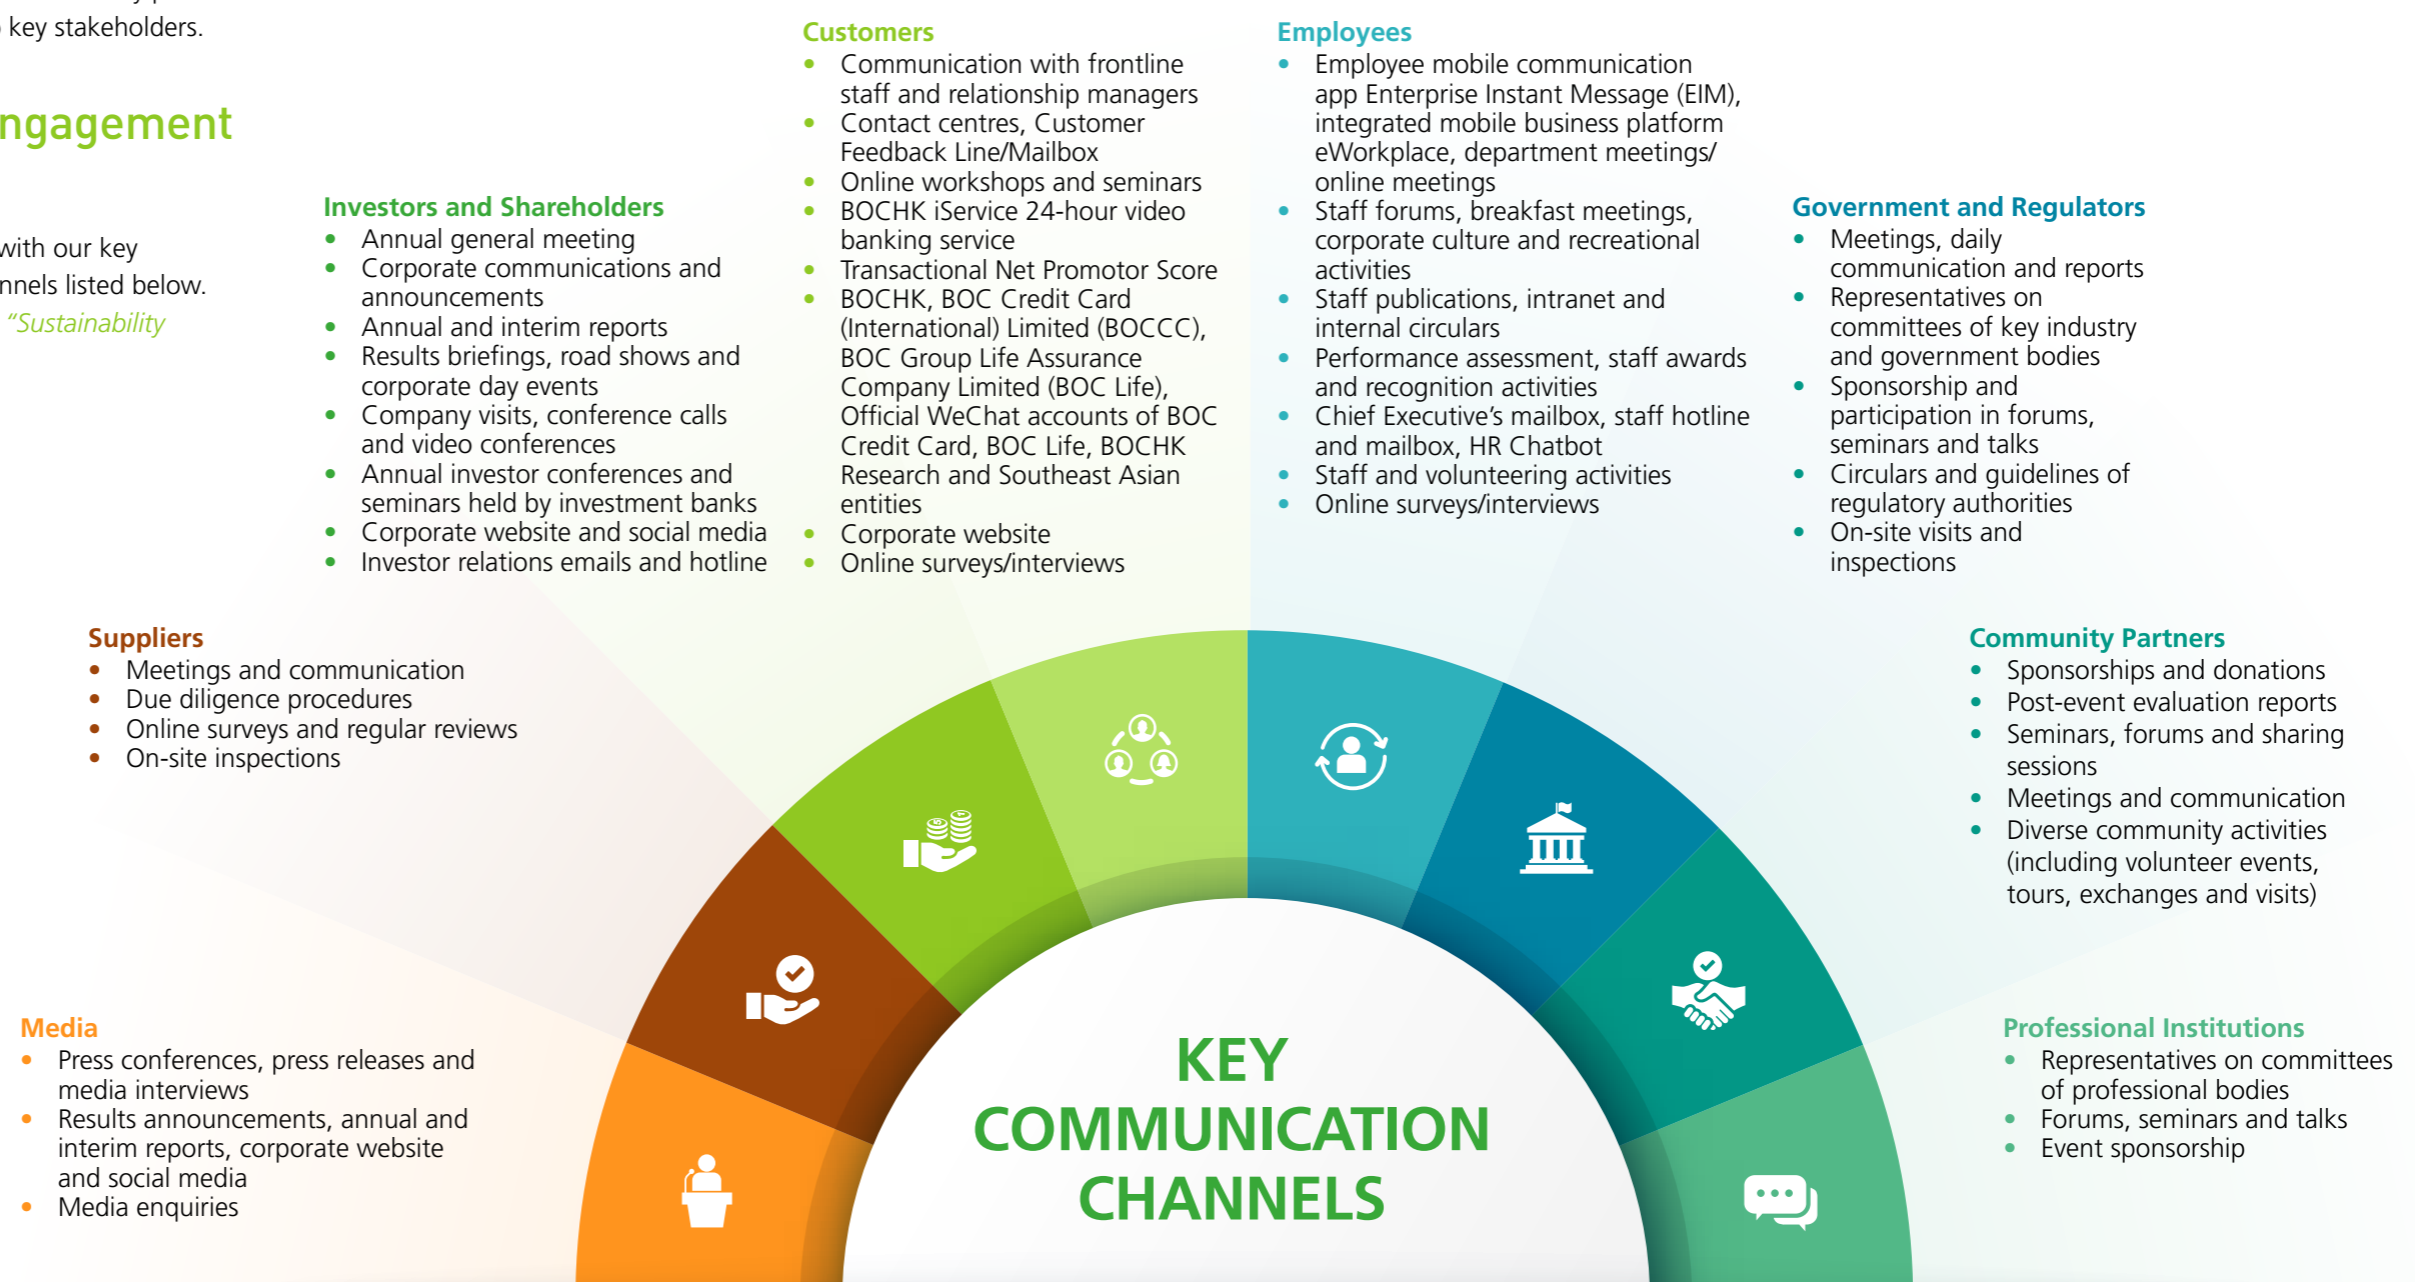 key stakeholders.
ngagement
with our key
nnels listed below.
“Sustainability
Customers
• Communication with frontline
staff and relationship managers
• Contact centres, Customer
Feedback Line/Mailbox
• Online workshops and seminars
• BOCHK iService 24-hour video
banking service
• Transactional Net Promotor Score
• BOCHK, BOC Credit Card
(International) Limited (BOCCC),
BOC Group Life Assurance
Company Limited (BOC Life),
Official WeChat accounts of BOC
Credit Card, BOC Life, BOCHK
Research and Southeast Asian
entities
• Corporate website
• Online surveys/interviews
Employees
• Employee mobile communication
app Enterprise Instant Message (EIM),
integrated mobile business platform
eWorkplace, department meetings/
online meetings
• Staff forums, breakfast meetings,
corporate culture and recreational
activities
• Staff publications, intranet and
internal circulars
• Performance assessment, staff awards
and recognition activities
• Chief Executive’s mailbox, staff hotline
and mailbox, HR Chatbot
• Staff and volunteering activities
• Online surveys/interviews
Investors and Shareholders
• Annual general meeting
• Corporate communications and
announcements
• Annual and interim reports
• Results briefings, road shows and
corporate day events
• Company visits, conference calls
and video conferences
• Annual investor conferences and
seminars held by investment banks
• Corporate website and social media
• Investor relations emails and hotline
Government and Regulators
• Meetings, daily
communication and reports
• Representatives on
committees of key industry
and government bodies
• Sponsorship and
participation in forums,
seminars and talks
• Circulars and guidelines of
regulatory authorities
• On-site visits and
inspections
Suppliers
• Meetings and communication
• Due diligence procedures
• Online surveys and regular reviews
• On-site inspections
Community Partners
• Sponsorships and donations
• Post-event evaluation reports
• Seminars, forums and sharing
sessions
• Meetings and communication
• Diverse community activities
(including volunteer events,
tours, exchanges and visits)
Media
• Press conferences, press releases and
media interviews
• Results announcements, annual and
interim reports, corporate website
and social media
• Media enquiries
KEY
COMMUNICATION
CHANNELS
Professional Institutions
• Representatives on committees
of professional bodies
• Forums, seminars and talks
• Event sponsorship